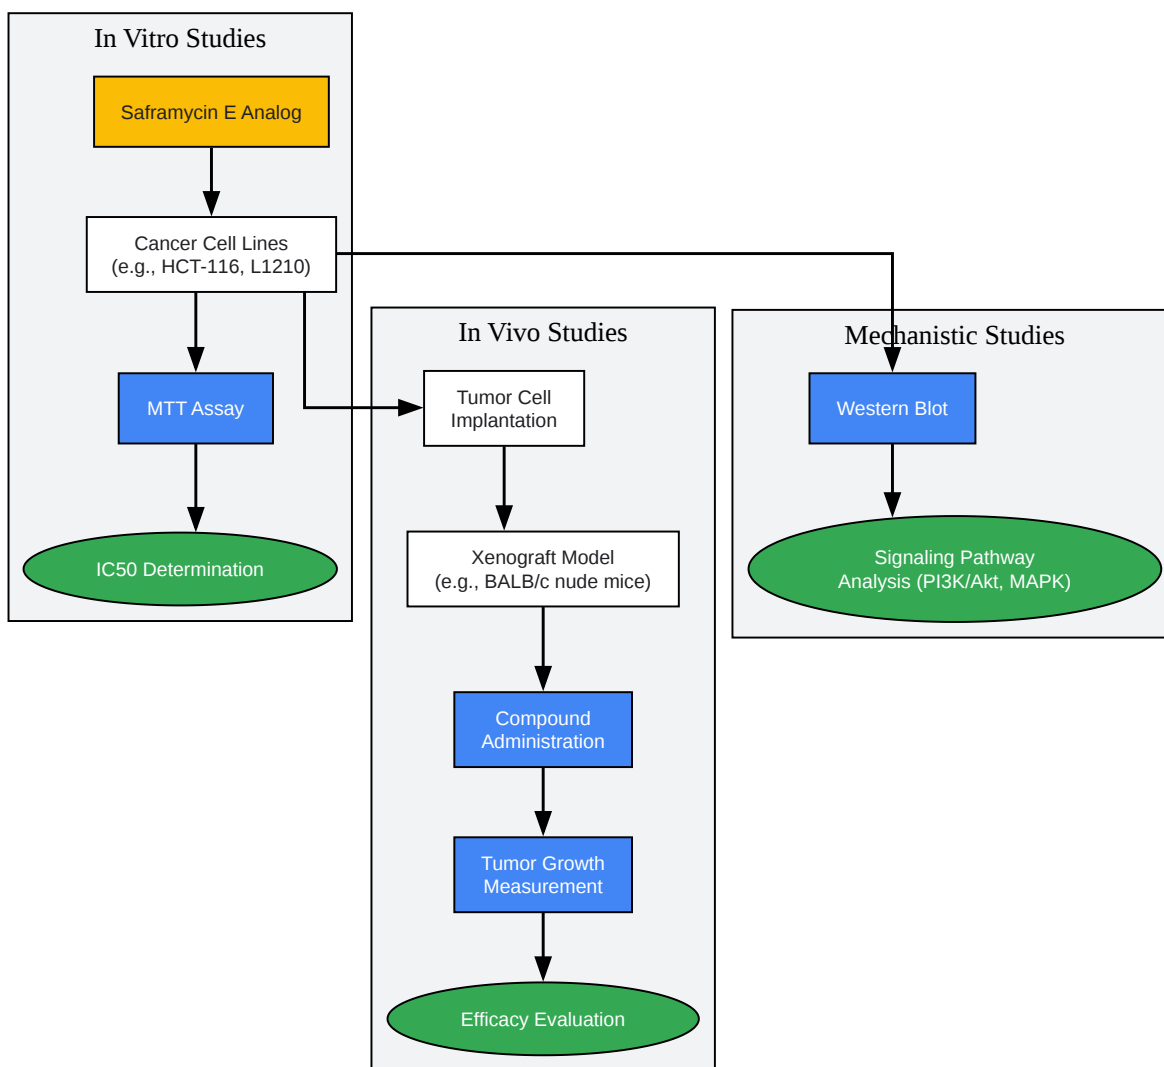 In Vitro Studies
Saframycin E Analog
Cancer Cell Lines
(e.g., HCT-116, L1210)
MTT Assay
IC50 Determination
In Vivo Studies
Tumor Cell
Implantation
Xenograft Model
(e.g., BALB/c nude mice)
Compound
Administration
Tumor Growth
Measurement
Efficacy Evaluation
Mechanistic Studies
Western Blot
Signaling Pathway
Analysis (PI3K/Akt, MAPK)